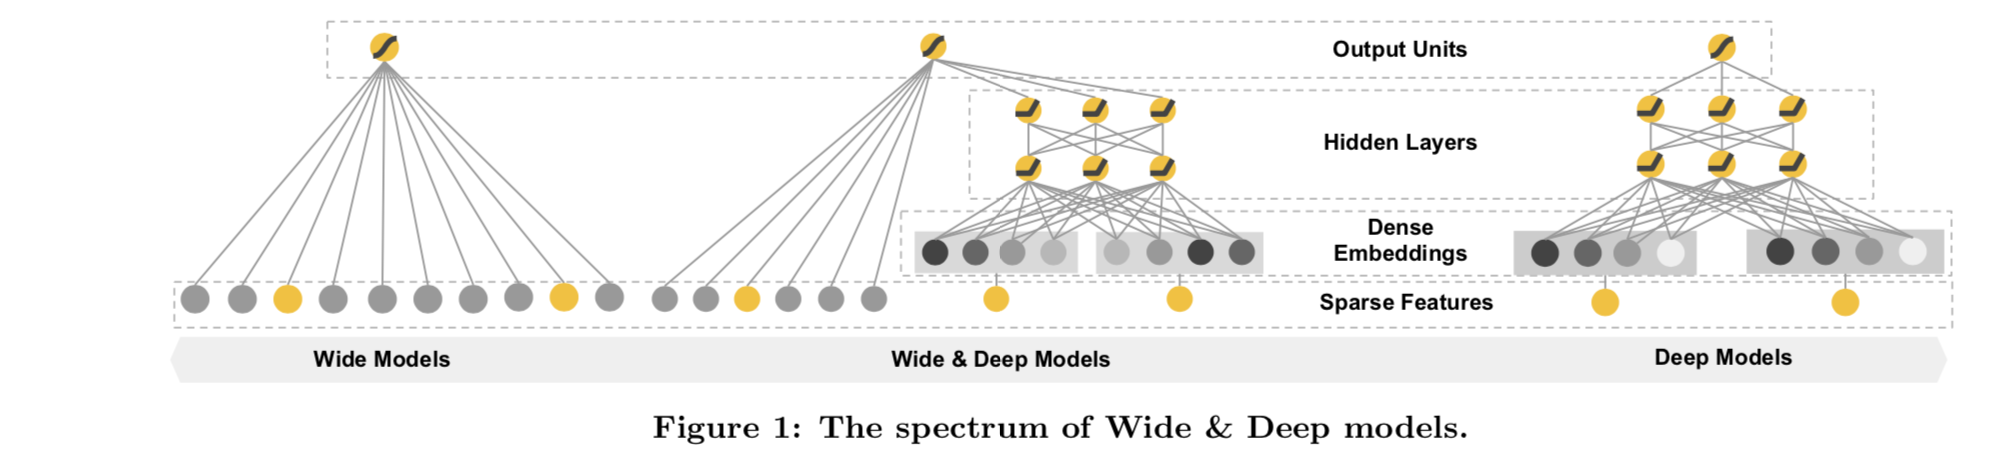 Output Units
Hidden Layers
Dense
Embeddings
Sparse Features
Wide Models
Wide & Deep Models
Deep Models
Figure 1: The spectrum of Wide & Deep models.